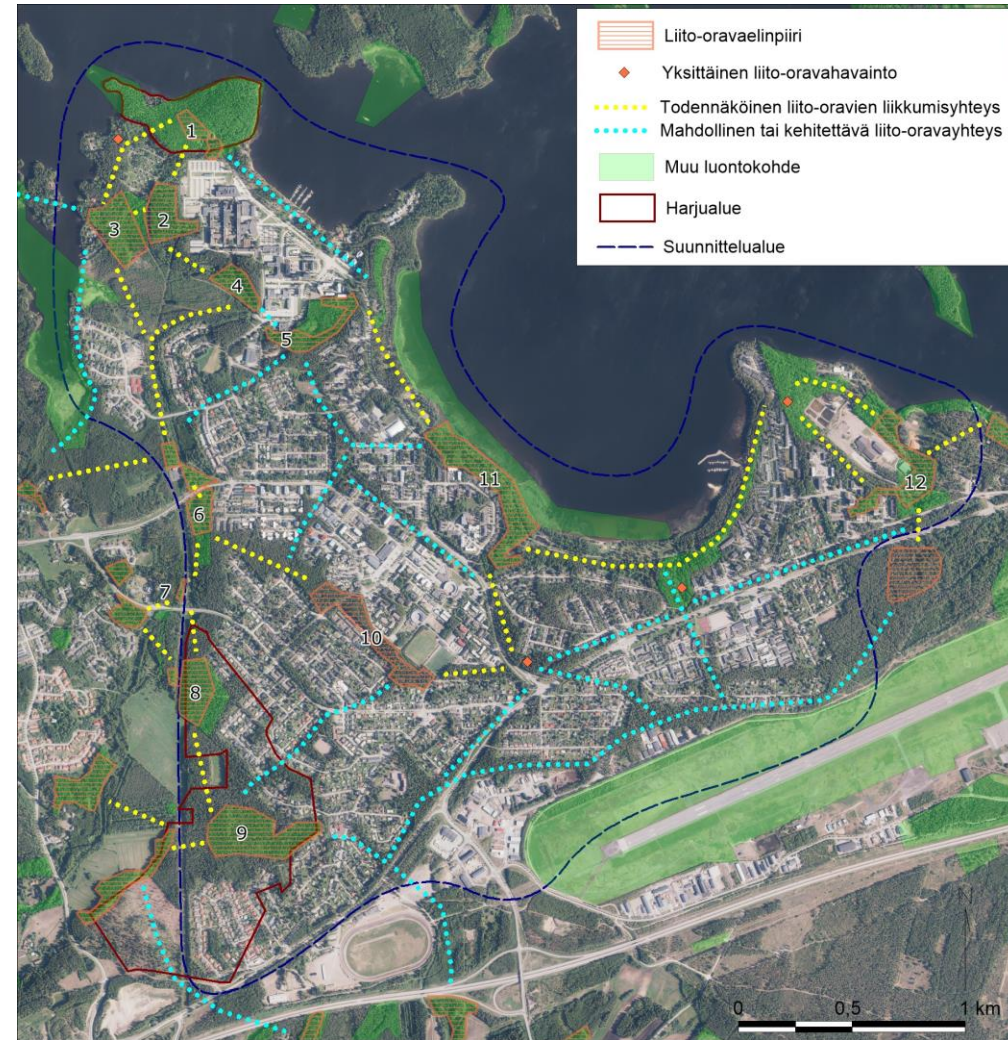 Liito-oravaelinpiiri
Yksittäinen liito-oravahavainto
Todennäköinen liito-oravien liikkumisyhteys
Mahdollinen tai kehitettävä liito-oravayhteys
Muu luontokohde
Harjualue
Suunnittelualue
1
2
3
4
5
6
7
8
9
10
11
12
N
0 0,5 1 km